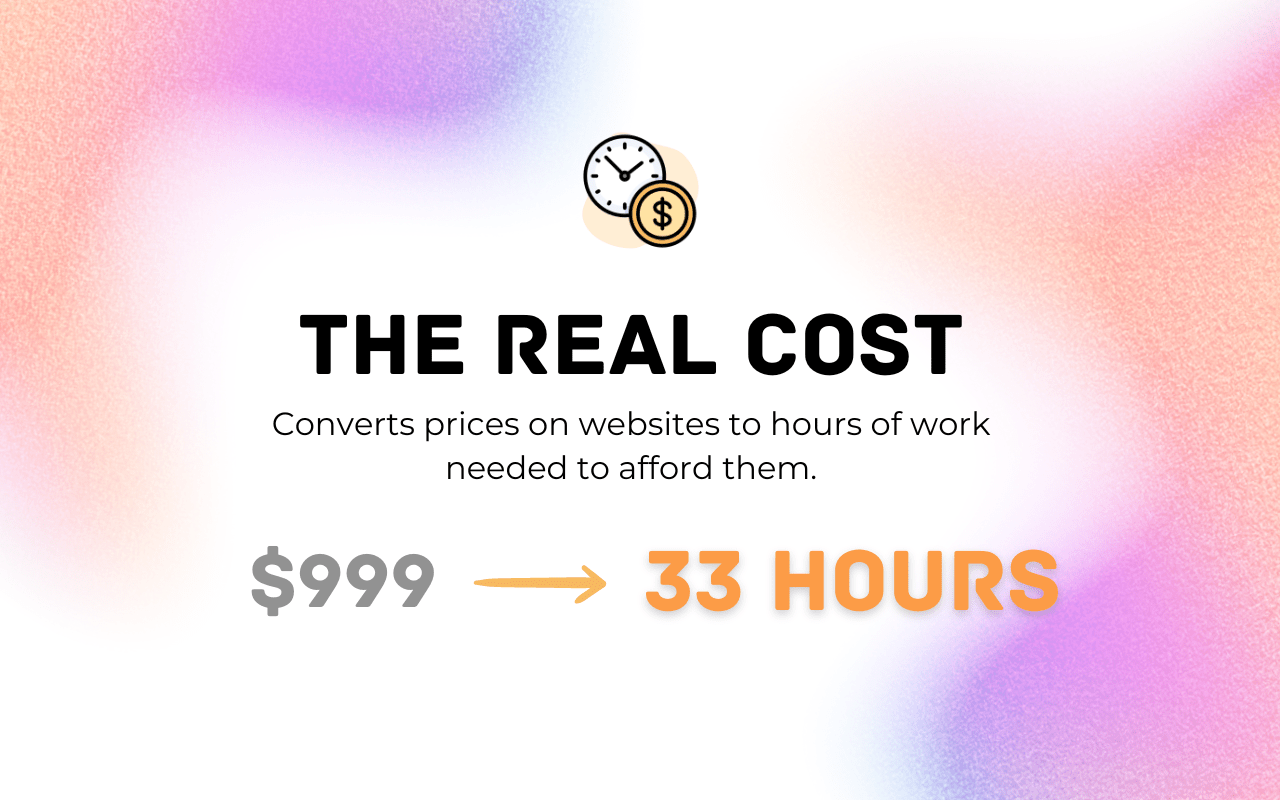 $
THE REAL COST
Converts prices on websites to hours of work
needed to afford them.
$999 → 33 HOURS